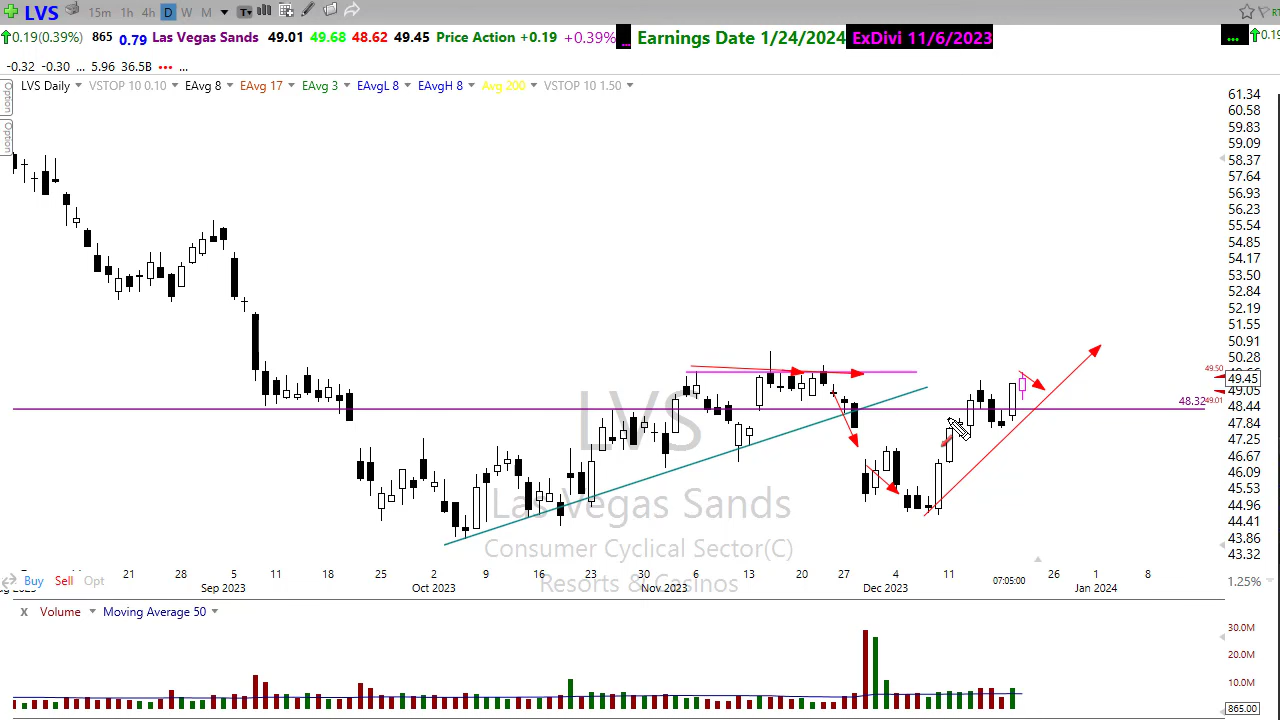 LVS 15m 1h 4h D W M T
0.19(0.39%) 865 0.79 Las Vegas Sands 49.01 49.68 48.62 49.45 Price Action +0.19 +0.39% ... Earnings Date 1/24/2024 ExDivi 11/6/2023 ... 0.19
-0.32 -0.30 ... 5.96 36.5B ... ...
LVS Daily VSTOP 10 0.10 EAvg 8 EAvg 17 EAvg 3 EAvgL 8 EAvgH 8 Avg 200 VSTOP 10 1.50
Option
Option
61.34
60.58
59.83
59.09
58.37
57.64
56.93
56.23
55.54
54.85
54.17
53.50
52.84
52.19
51.55
50.91
50.28
49.50
49.45
49.05
48.32 49.01
48.44
47.84
47.25
46.67
46.09
45.53
44.96
44.41
43.86
43.32
LVS
Las Vegas Sands
Consumer Cyclical Sector(C)
Resorts & Casinos
21 28 5 11 18 25 2 9 16 23 6 13 20 27 4 11 07:05:00 26 1 8
Sep 2023 Oct 2023 Nov 2023 Dec 2023 Jan 2024
Buy Sell Opt 1.25%
x Volume Moving Average 50
30.0M
20.0M
10.0M
865.00